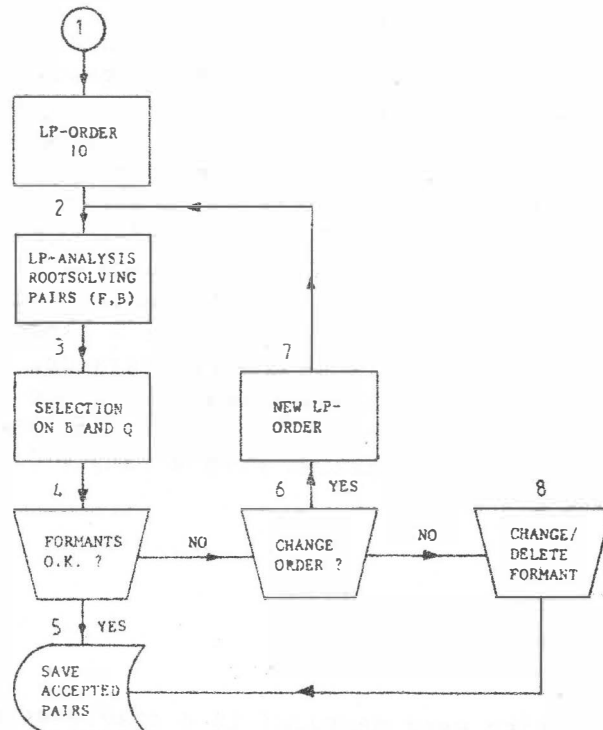 1
LP-ORDER
10
2
LP-ANALYSIS
ROOTSOLVING
PAIRS (F,B)
3
7
SELECTION
ON B AND Q
NEW LP-
ORDER
4
6
YES
8
FORMANTS
O.K. ?
NO
CHANGE
ORDER ?
NO
CHANGE/
DELETE
FORMANT
5
YES
SAVE
ACCEPTED
PAIRS